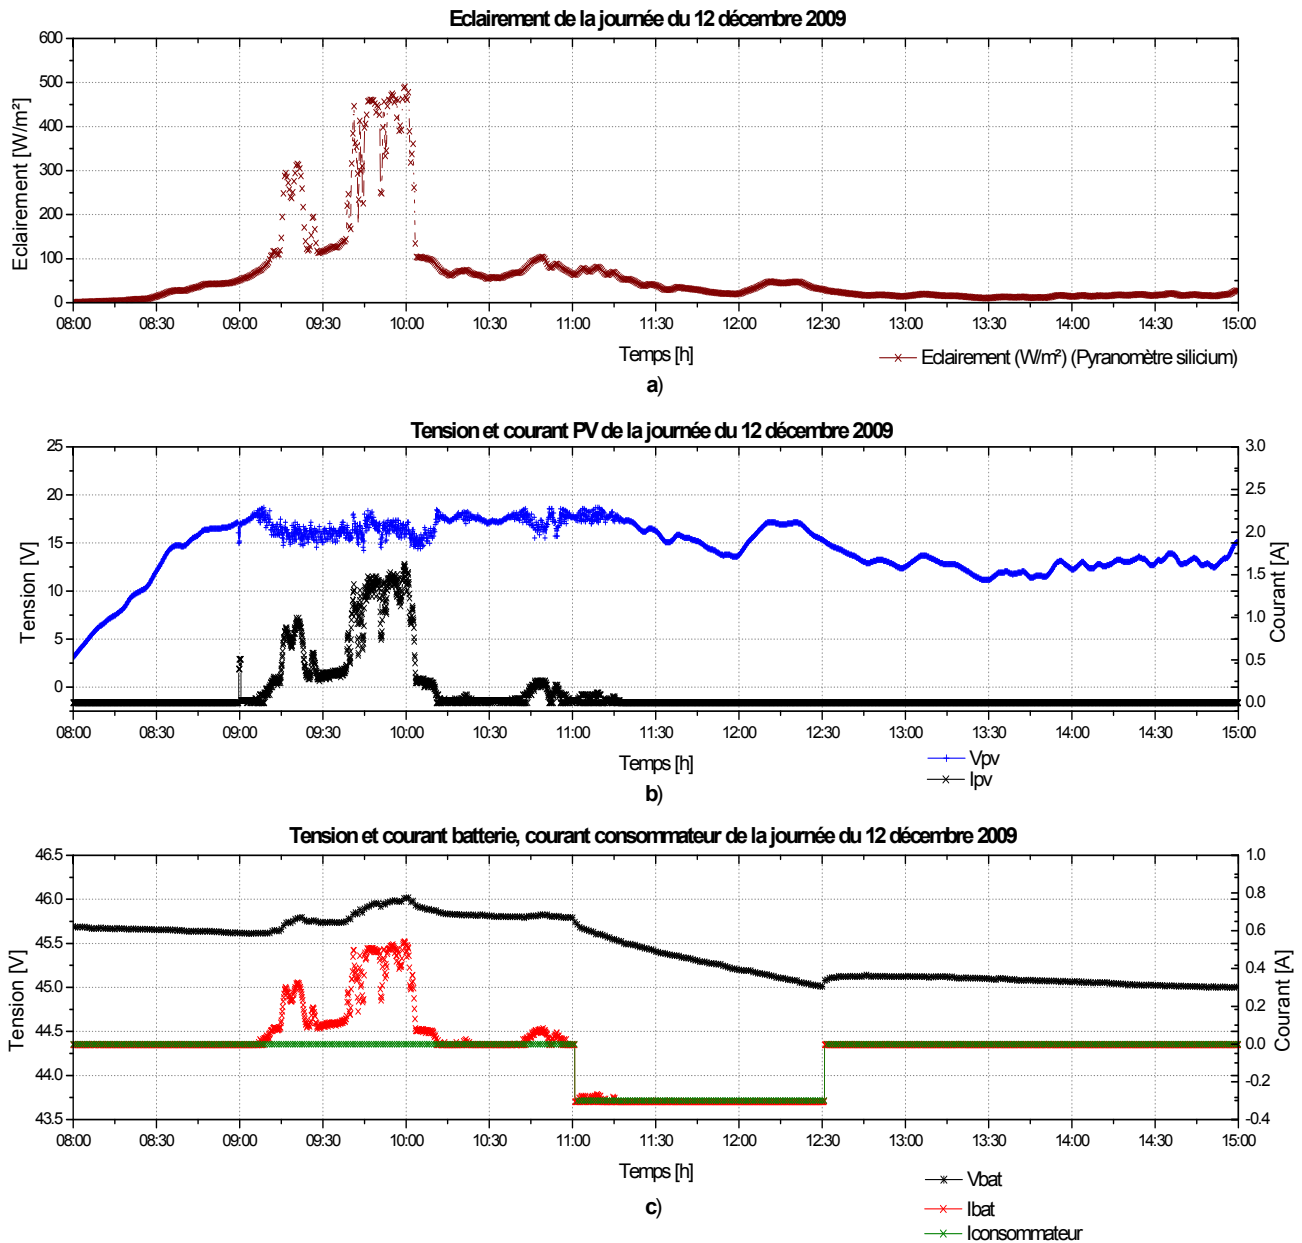 Eclairement de la journée du 12 décembre 2009
600
500
400
300
200
100
0
Eclairement [W/m²]
08:00 08:30 09:00 09:30 10:00 10:30 11:00 11:30 12:00 12:30 13:00 13:30 14:00 14:30 15:00
Temps [h]
Eclairement (W/m²) (Pyranomètre silicium)
a)
Tension et courant PV de la journée du 12 décembre 2009
25
20
15
10
5
0
Tension [V]
3.0
2.5
2.0
1.5
1.0
0.5
0.0
Courant [A]
08:00 08:30 09:00 09:30 10:00 10:30 11:00 11:30 12:00 12:30 13:00 13:30 14:00 14:30 15:00
Temps [h]
Vpv
Ipv
b)
Tension et courant batterie, courant consommateur de la journée du 12 décembre 2009
46.5
46.0
45.5
45.0
44.5
44.0
43.5
Tension [V]
1.0
0.8
0.6
0.4
0.2
0.0
-0.2
-0.4
Courant [A]
08:00 08:30 09:00 09:30 10:00 10:30 11:00 11:30 12:00 12:30 13:00 13:30 14:00 14:30 15:00
Temps [h]
Vbat
Ibat
Iconsommateur
c)